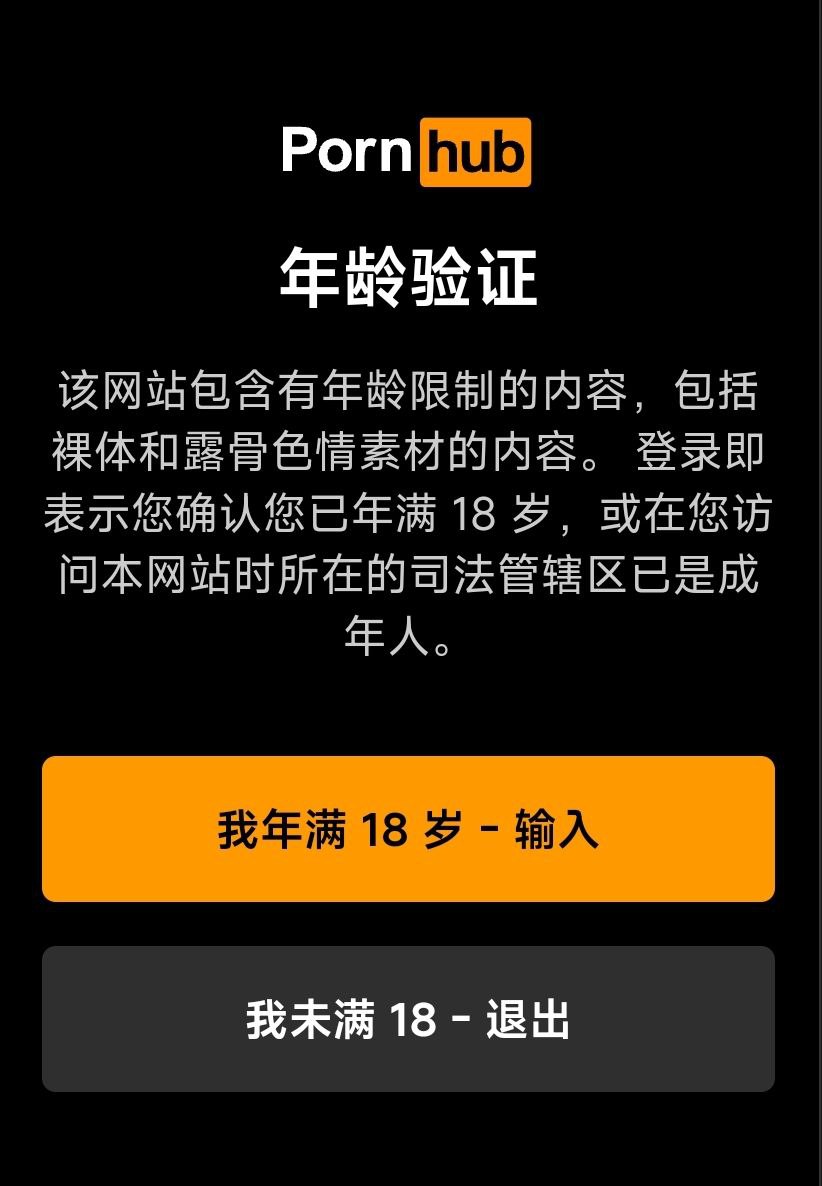 Porn hub
年龄验证
该网站包含有年龄限制的内容，包括
裸体和露骨色情素材的内容。 登录即
表示您确认您已年满 18 岁，或在您访
问本网站时所在的司法管辖区已是成
年人。
我年满 18 岁 - 输入
我未满 18 - 退出